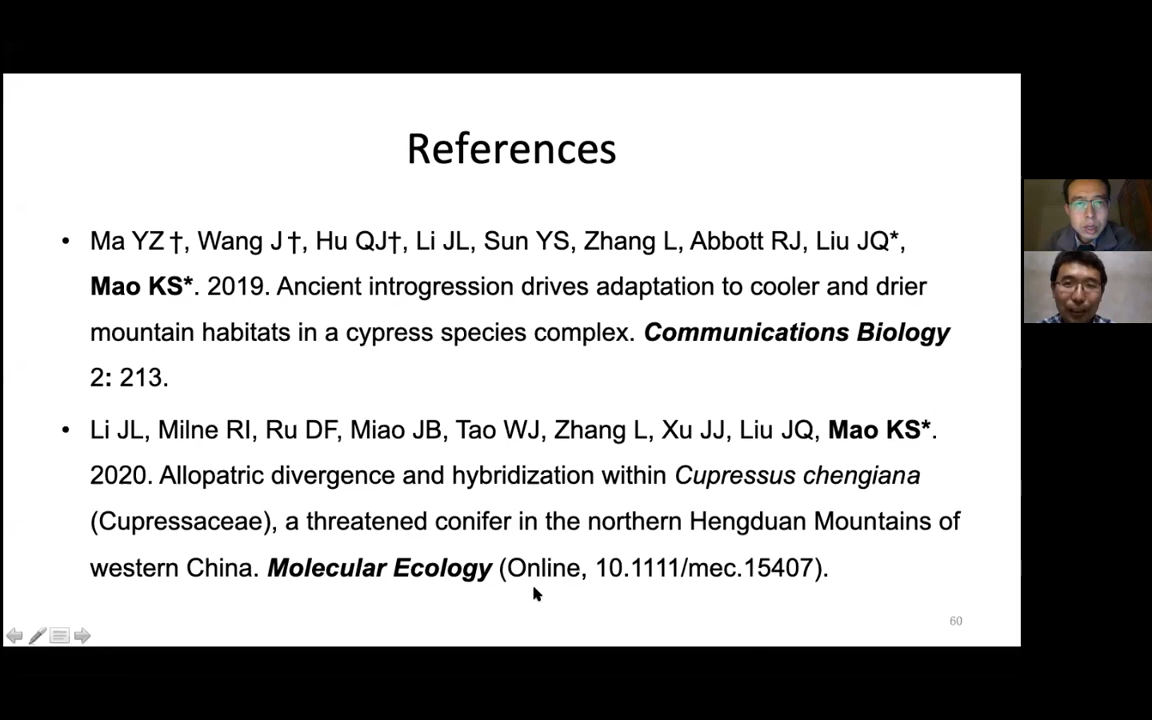 References
• Ma YZ †, Wang J †, Hu QJ†, Li JL, Sun YS, Zhang L, Abbott RJ, Liu JQ*,
Mao KS*. 2019. Ancient introgression drives adaptation to cooler and drier
mountain habitats in a cypress species complex. Communications Biology
2: 213.
• Li JL, Milne RI, Ru DF, Miao JB, Tao WJ, Zhang L, Xu JJ, Liu JQ, Mao KS*.
2020. Allopatric divergence and hybridization within Cupressus chengiana
(Cupressaceae), a threatened conifer in the northern Hengduan Mountains of
western China. Molecular Ecology (Online, 10.1111/mec.15407).
60